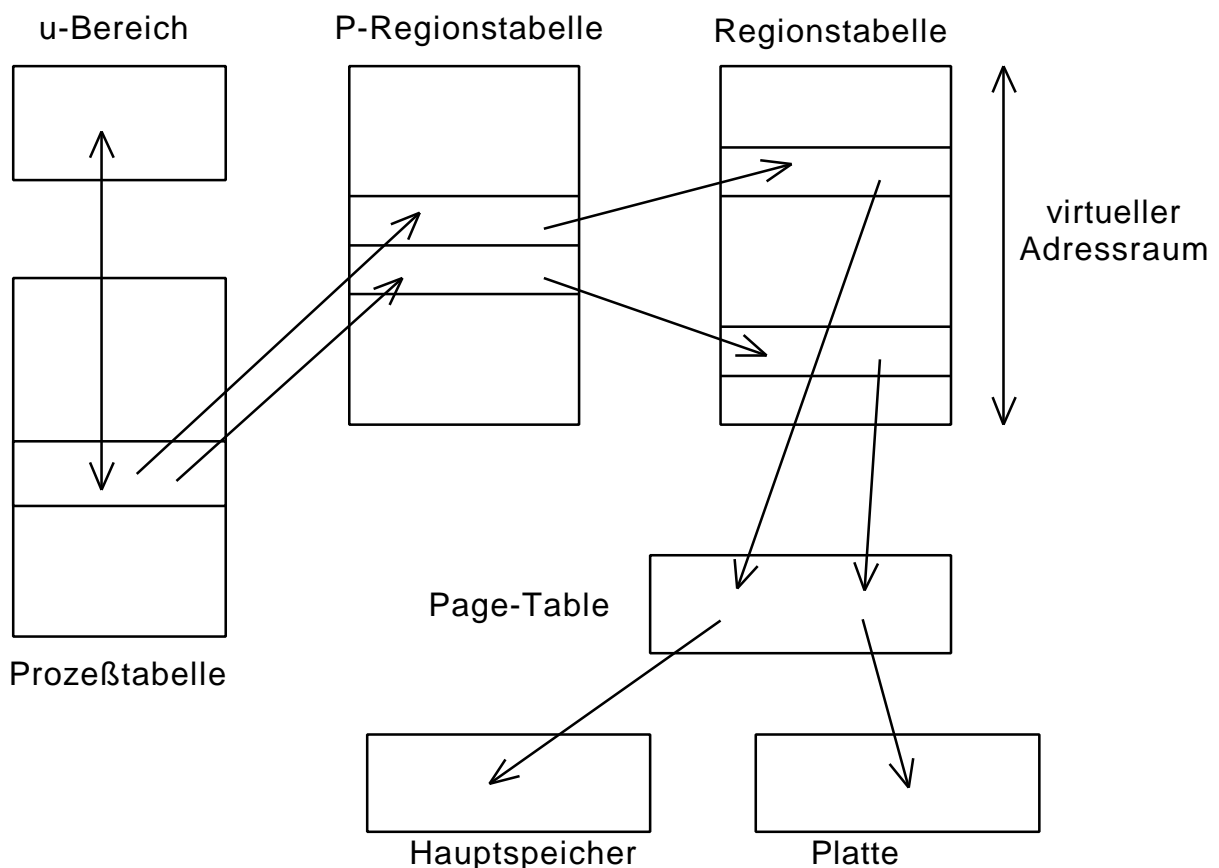 u-Bereich
P-Regionstabelle
Regionstabelle
virtueller
Adressraum
Page-Table
Prozeßtabelle
Hauptspeicher
Platte